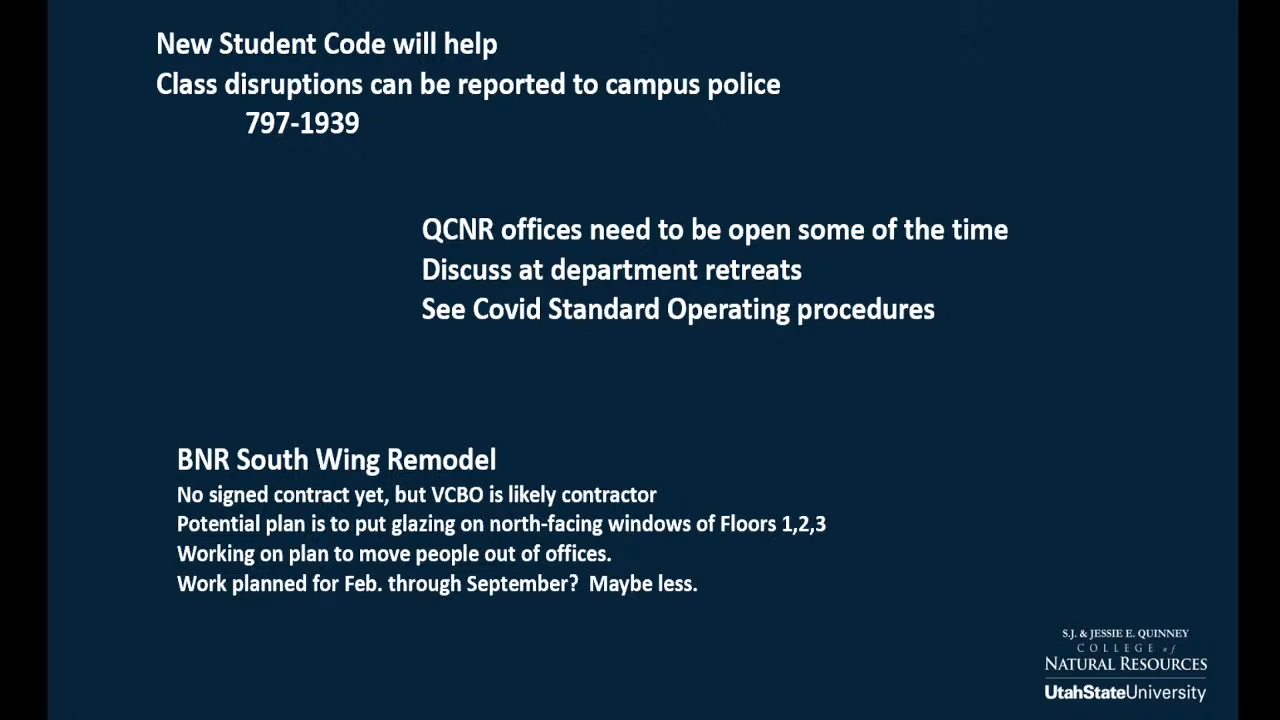 New Student Code will help
Class disruptions can be reported to campus police
797-1939
QCNR offices need to be open some of the time
Discuss at department retreats
See Covid Standard Operating procedures
BNR South Wing Remodel
No signed contract yet, but VCBO is likely contractor
Potential plan is to put glazing on north-facing windows of Floors 1,2,3
Working on plan to move people out of offices.
Work planned for Feb. through September?  Maybe less.
S.J. & JESSIE E. QUINNEY
COLLEGE of
NATURAL RESOURCES
UtahStateUniversity